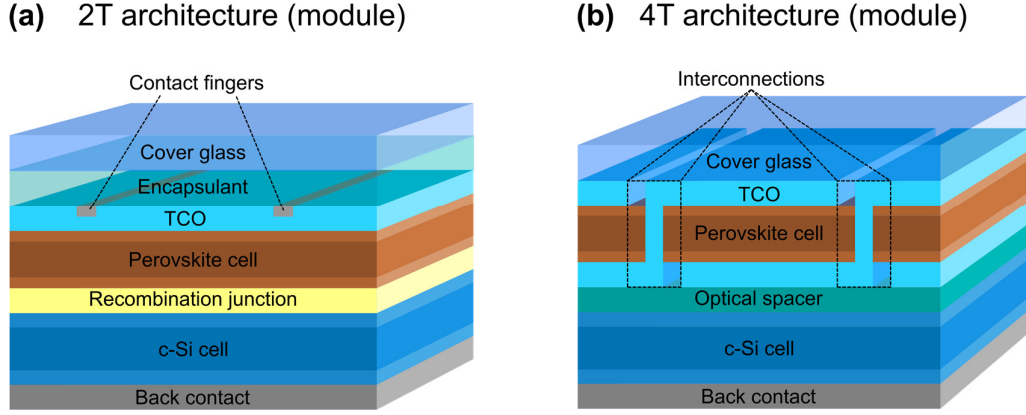 (a) 2T architecture (module)
Contact fingers
Cover glass
Encapsulant
TCO
Perovskite cell
Recombination junction
c-Si cell
Back contact
(b) 4T architecture (module)
Interconnections
Cover glass
TCO
Perovskite cell
Optical spacer
c-Si cell
Back contact